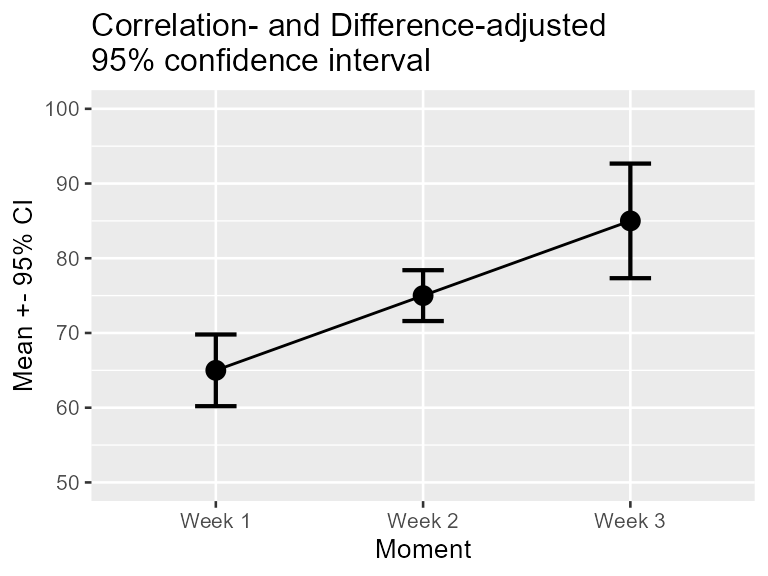 Correlation- and Difference-adjusted
95% confidence interval
Mean +- 95% CI
100
90
80
70
60
50
Week 1
Week 2
Week 3
Moment